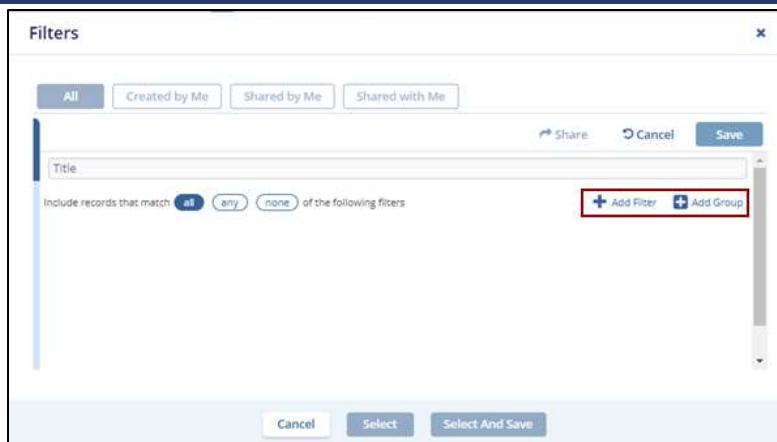 Filters
All Created by Me Shared by Me Shared with Me
Share Cancel Save
Title
Include records that match all any none of the following filters Add Filter Add Group
Cancel Select Select And Save